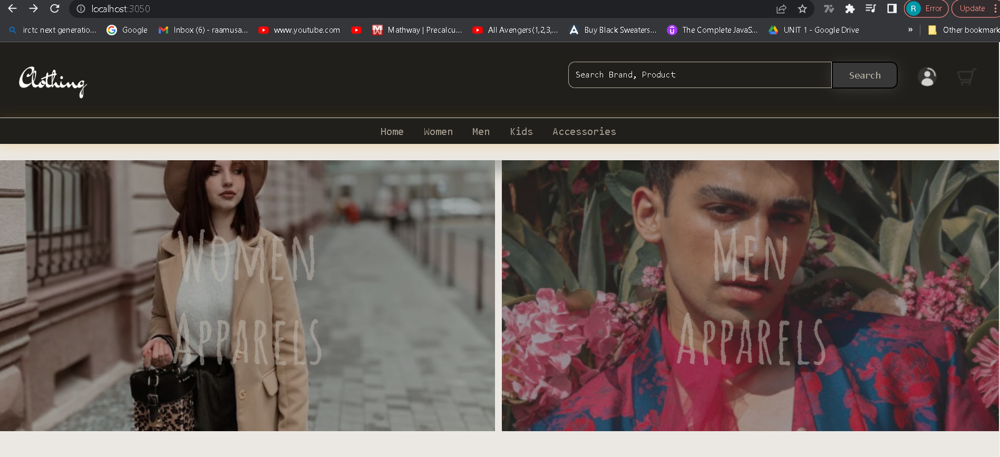 localhost:3050
R Error Update
irctc next generatio... Google Inbox (6) - raamusa... www.youtube.com Mathway | Precalcu... All Avengers(1,2,3,... Buy Black Sweaters... The Complete JavaS... UNIT 1 - Google Drive » Other bookmark
Clothing
Search Brand, Product Search
Home Women Men Kids Accessories
Women
Apparels
Men
Apparels